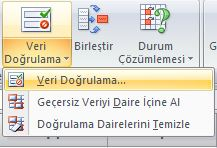 Veri
Doğrulama
Birleştir
Durum
Çözümlemesi
Veri Doğrulama...
Geçersiz Veriyi Daire İçine Al
Doğrulama Dairelerini Temizle